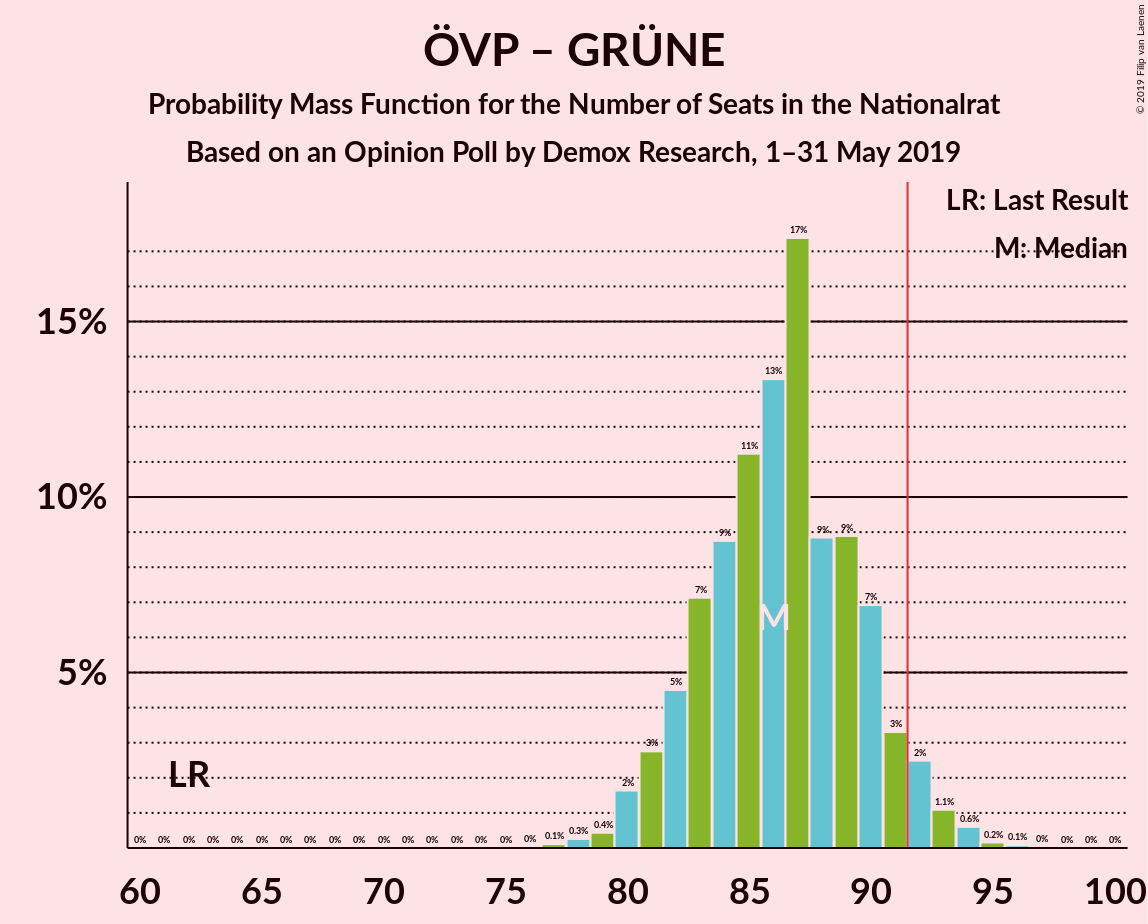 ÖVP – GRÜNE
Probability Mass Function for the Number of Seats in the Nationalrat
Based on an Opinion Poll by Demox Research, 1–31 May 2019
© 2019 Filip van Laenen
LR: Last Result
M: Median
17%
15%
13%
11%
10%
9%
9%
9%
7%
7%
M
5%
5%
3%
3%
2%
2%
LR
1.1%
0.6%
0.4%
0.3%
0.2%
0.1%
0.1%
0% 0% 0% 0% 0% 0% 0% 0% 0% 0% 0% 0% 0% 0% 0% 0% 0% 0% 0% 0% 0%
60 65 70 75 80 85 90 95 100